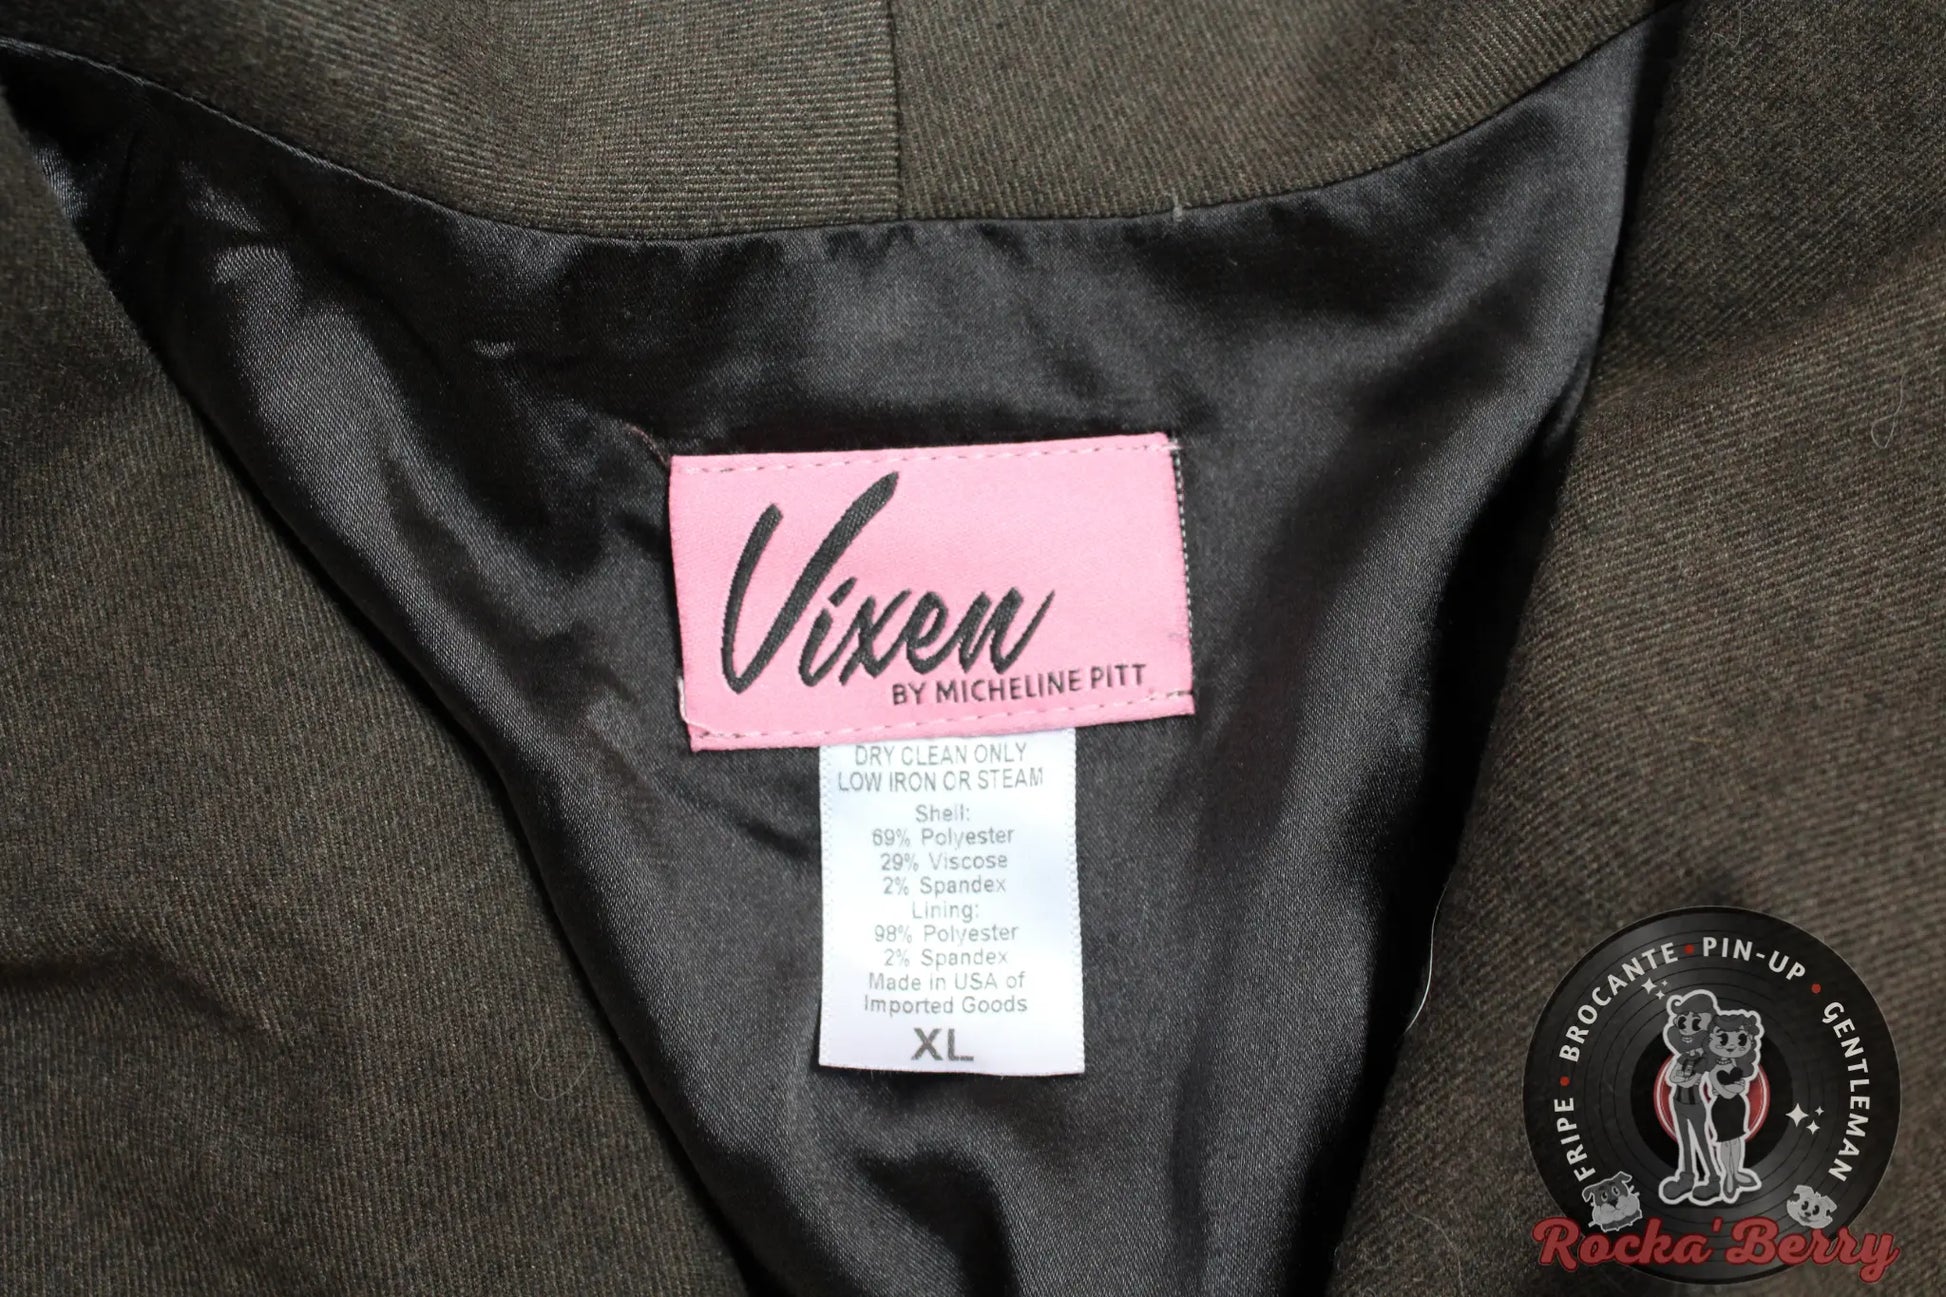 Vixen
BY MICHELINE PITT
DRY CLEAN ONLY
LOW IRON OR STEAM
Shell:
69% Polyester
29% Viscose
2% Spandex
Lining:
98% Polyester
2% Spandex
Made in USA of
Imported Goods
XL
FRIPE • BROCANTE • PIN-UP • GENTLEMAN
Rocka'Berry